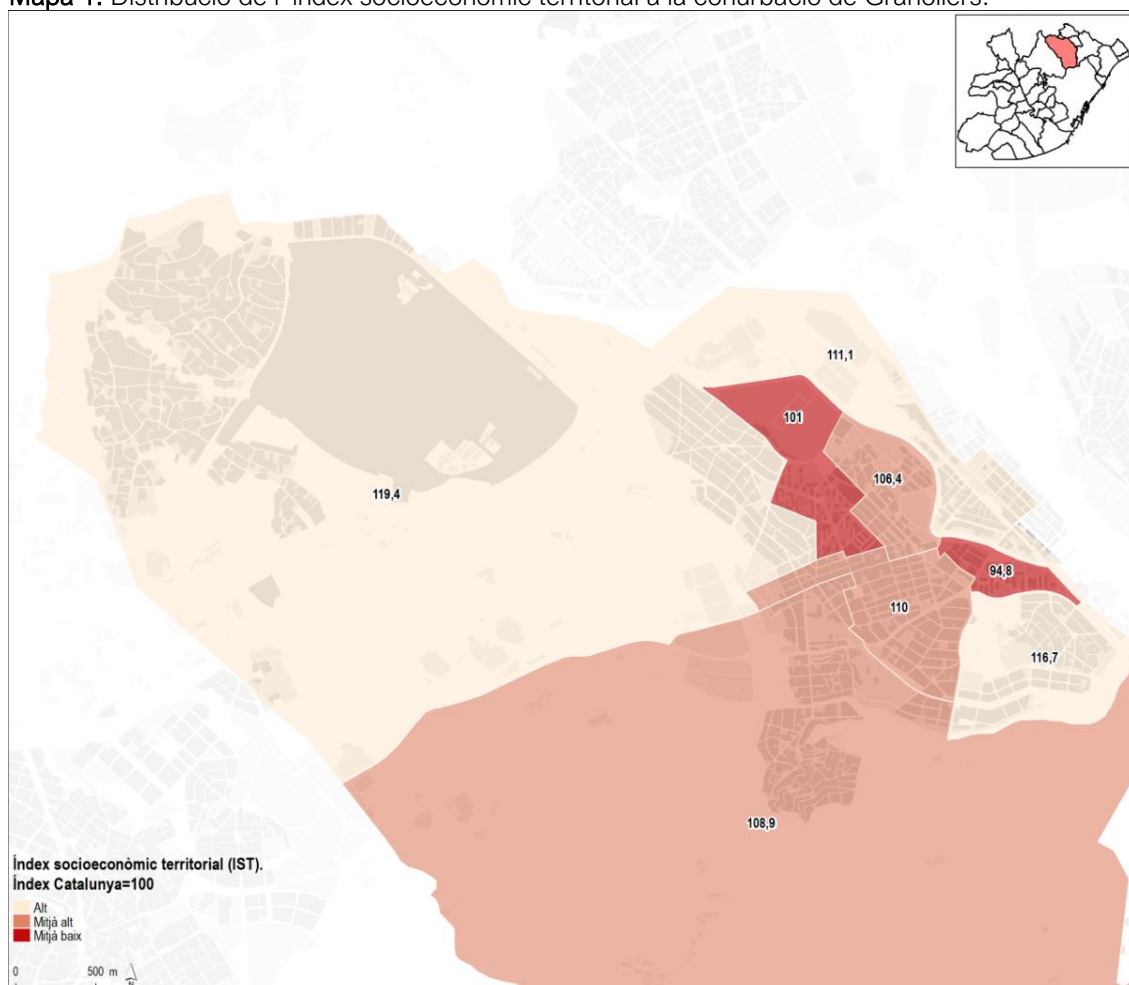 Mapa 1. Distribució de l'índex socioeconòmic territorial a la conurbació de Granollers.
111,1
101
106,4
119,4
94,8
110
116,7
108,9
Índex socioeconòmic territorial (IST).
Índex Catalunya=100
Alt
Mitjà alt
Mitjà baix
0 500 m
N